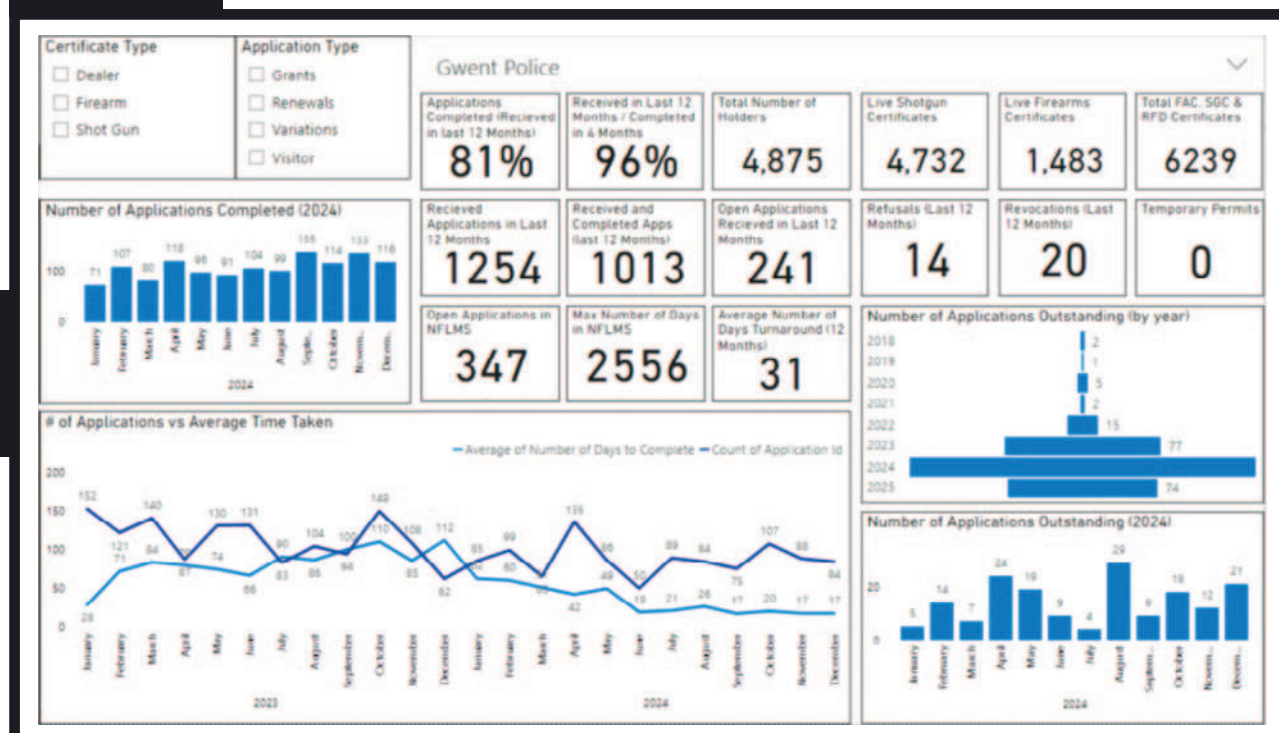 Certificate Type
Dealer
Firearm
Shot Gun
Application Type
Grants
Renewals
Variations
Visitor
Gwent Police
Applications
Completed (Recieved
in last 12 Months)
81%
Received in Last 12
Months / Completed
in 4 Months
96%
Total Number of
Holders
4,875
Live Shotgun
Certificates
4,732
Live Firearms
Certificates
1,483
Total FAC, SGC &
RFD Certificates
6239
Number of Applications Completed (2024)
71 107 80 118 96 91 104 99 114 133 116
100
0
January February March April May June July August Septe... October Novem... Decem...
2024
Recieved
Applications in Last
12 Months
1254
Received and
Completed Apps
(last 12 Months)
1013
Open Applications
Recieved in Last 12
Months
241
Refusals (Last 12
Months)
14
Revocations (Last
12 Months)
20
Temporary Permits
0
Open Applications in
NFLMS
347
Max Number of Days
in NFLMS
2556
Average Number of
Days Turnaround (12
Months)
31
Number of Applications Outstanding (by year)
2018 2
2019 1
2020 5
2021 2
2022 15
2023 77
2024
2025 74
# of Applications vs Average Time Taken
Average of Number of Days to Complete Count of Application Id
200
150
100
50
0
152 121 140 130 131 83 104 94 149 108 62 85 99 135 86 50 89 84 75 107 88 84
28 71 84 74 66 90 86 100 110 85 112 60 42 49 19 21 26 17 20 17 17
January February March April May June July August September October November December January February March April May June July August September October November December
2023 2024
Number of Applications Outstanding (2024)
20
0
5 14 7 24 19 9 4 29 9 18 12 21
January February March April May June July August Septem... October Novem... Decem...
2024